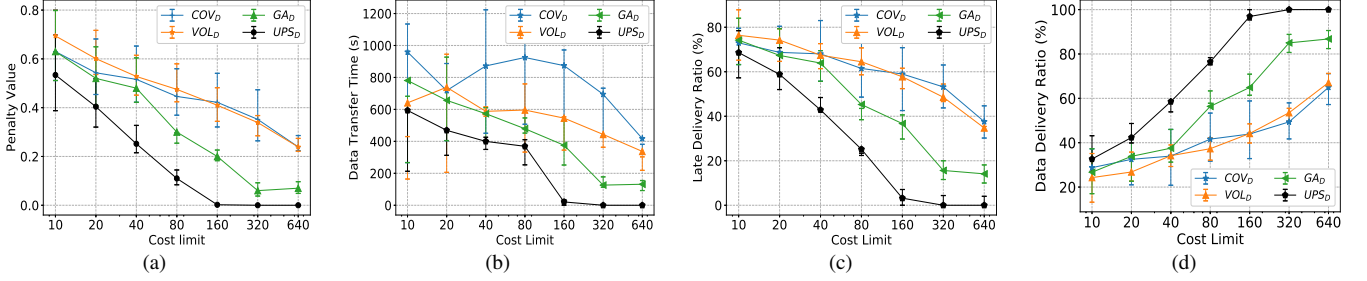 0.8
0.6
0.4
0.2
0.0
Penalty Value
COV_D
VOL_D
GA_D
UPS_D
10 20 40 80 160 320 640
Cost limit
(a)
1200
1000
800
600
400
200
0
Data Transfer Time (s)
COV_D
VOL_D
GA_D
UPS_D
10 20 40 80 160 320 640
Cost Limit
(b)
80
60
40
20
0
Late Delivery Ratio (%)
COV_D
VOL_D
GA_D
UPS_D
10 20 40 80 160 320 640
Cost Limit
(c)
100
80
60
40
20
Data Delivery Ratio (%)
COV_D
VOL_D
GA_D
UPS_D
10 20 40 80 160 320 640
Cost Limit
(d)